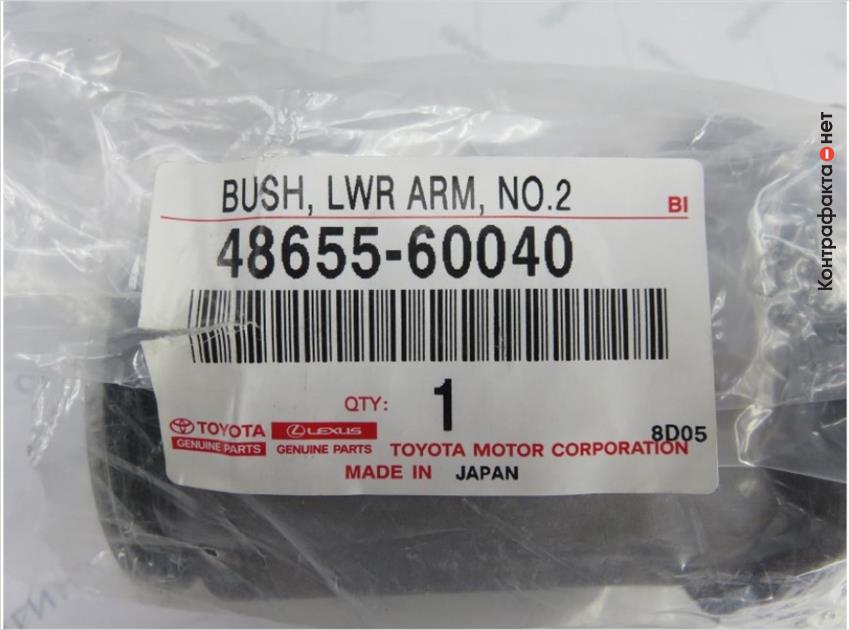 BUSH, LWR ARM, NO.2
BI
48655-60040
QTY: 1
TOYOTA
GENUINE PARTS
LEXUS
GENUINE PARTS
8D05
TOYOTA MOTOR CORPORATION
MADE IN JAPAN
Контрафакта-нет